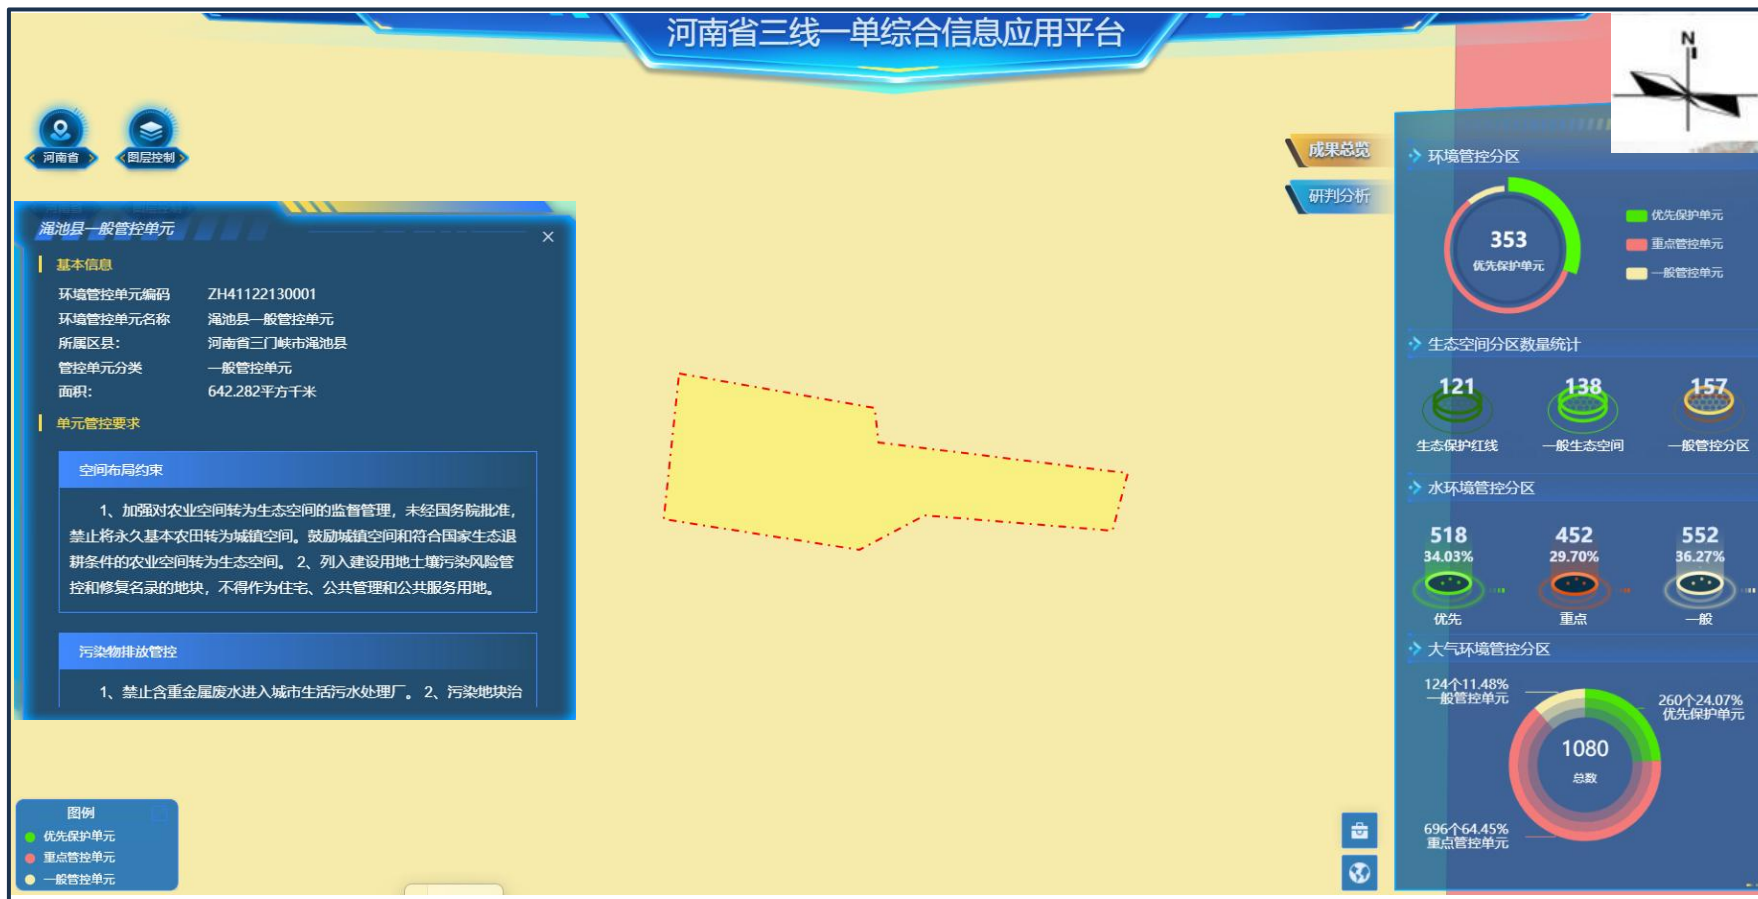 河南省三线一单综合信息应用平台
N
河南省
图层控制
成果总览
研判分析
渑池县一般管控单元
×
基本信息
环境管控单元编码 ZH41122130001
环境管控单元名称 渑池县一般管控单元
所属区县: 河南省三门峡市渑池县
管控单元分类 一般管控单元
面积: 642.282平方千米
单元管控要求
空间布局约束
1、加强对农业空间转为生态空间的监督管理，未经国务院批准，
禁止将永久基本农田转为城镇空间。鼓励城镇空间和符合国家生态退
耕条件的农业空间转为生态空间。 2、列入建设用地土壤污染风险管
控和修复名录的地块，不得作为住宅、公共管理和公共服务用地。
污染物排放管控
1、禁止含重金属废水进入城市生活污水处理厂。 2、污染地块治
图例
优先保护单元
重点管控单元
一般管控单元
环境管控分区
353
优先保护单元
优先保护单元
重点管控单元
一般管控单元
生态空间分区数量统计
121 138 157
生态保护红线 一般生态空间 一般管控分区
水环境管控分区
518 452 552
34.03% 29.70% 36.27%
优先 重点 一般
大气环境管控分区
124个11.48%
一般管控单元
260个24.07%
优先保护单元
1080
总数
696个64.45%
重点管控单元